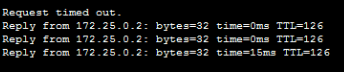 Request timed out.
Reply from 172.25.0.2: bytes=32 time=0ms TTL=126
Reply from 172.25.0.2: bytes=32 time=0ms TTL=126
Reply from 172.25.0.2: bytes=32 time=15ms TTL=126